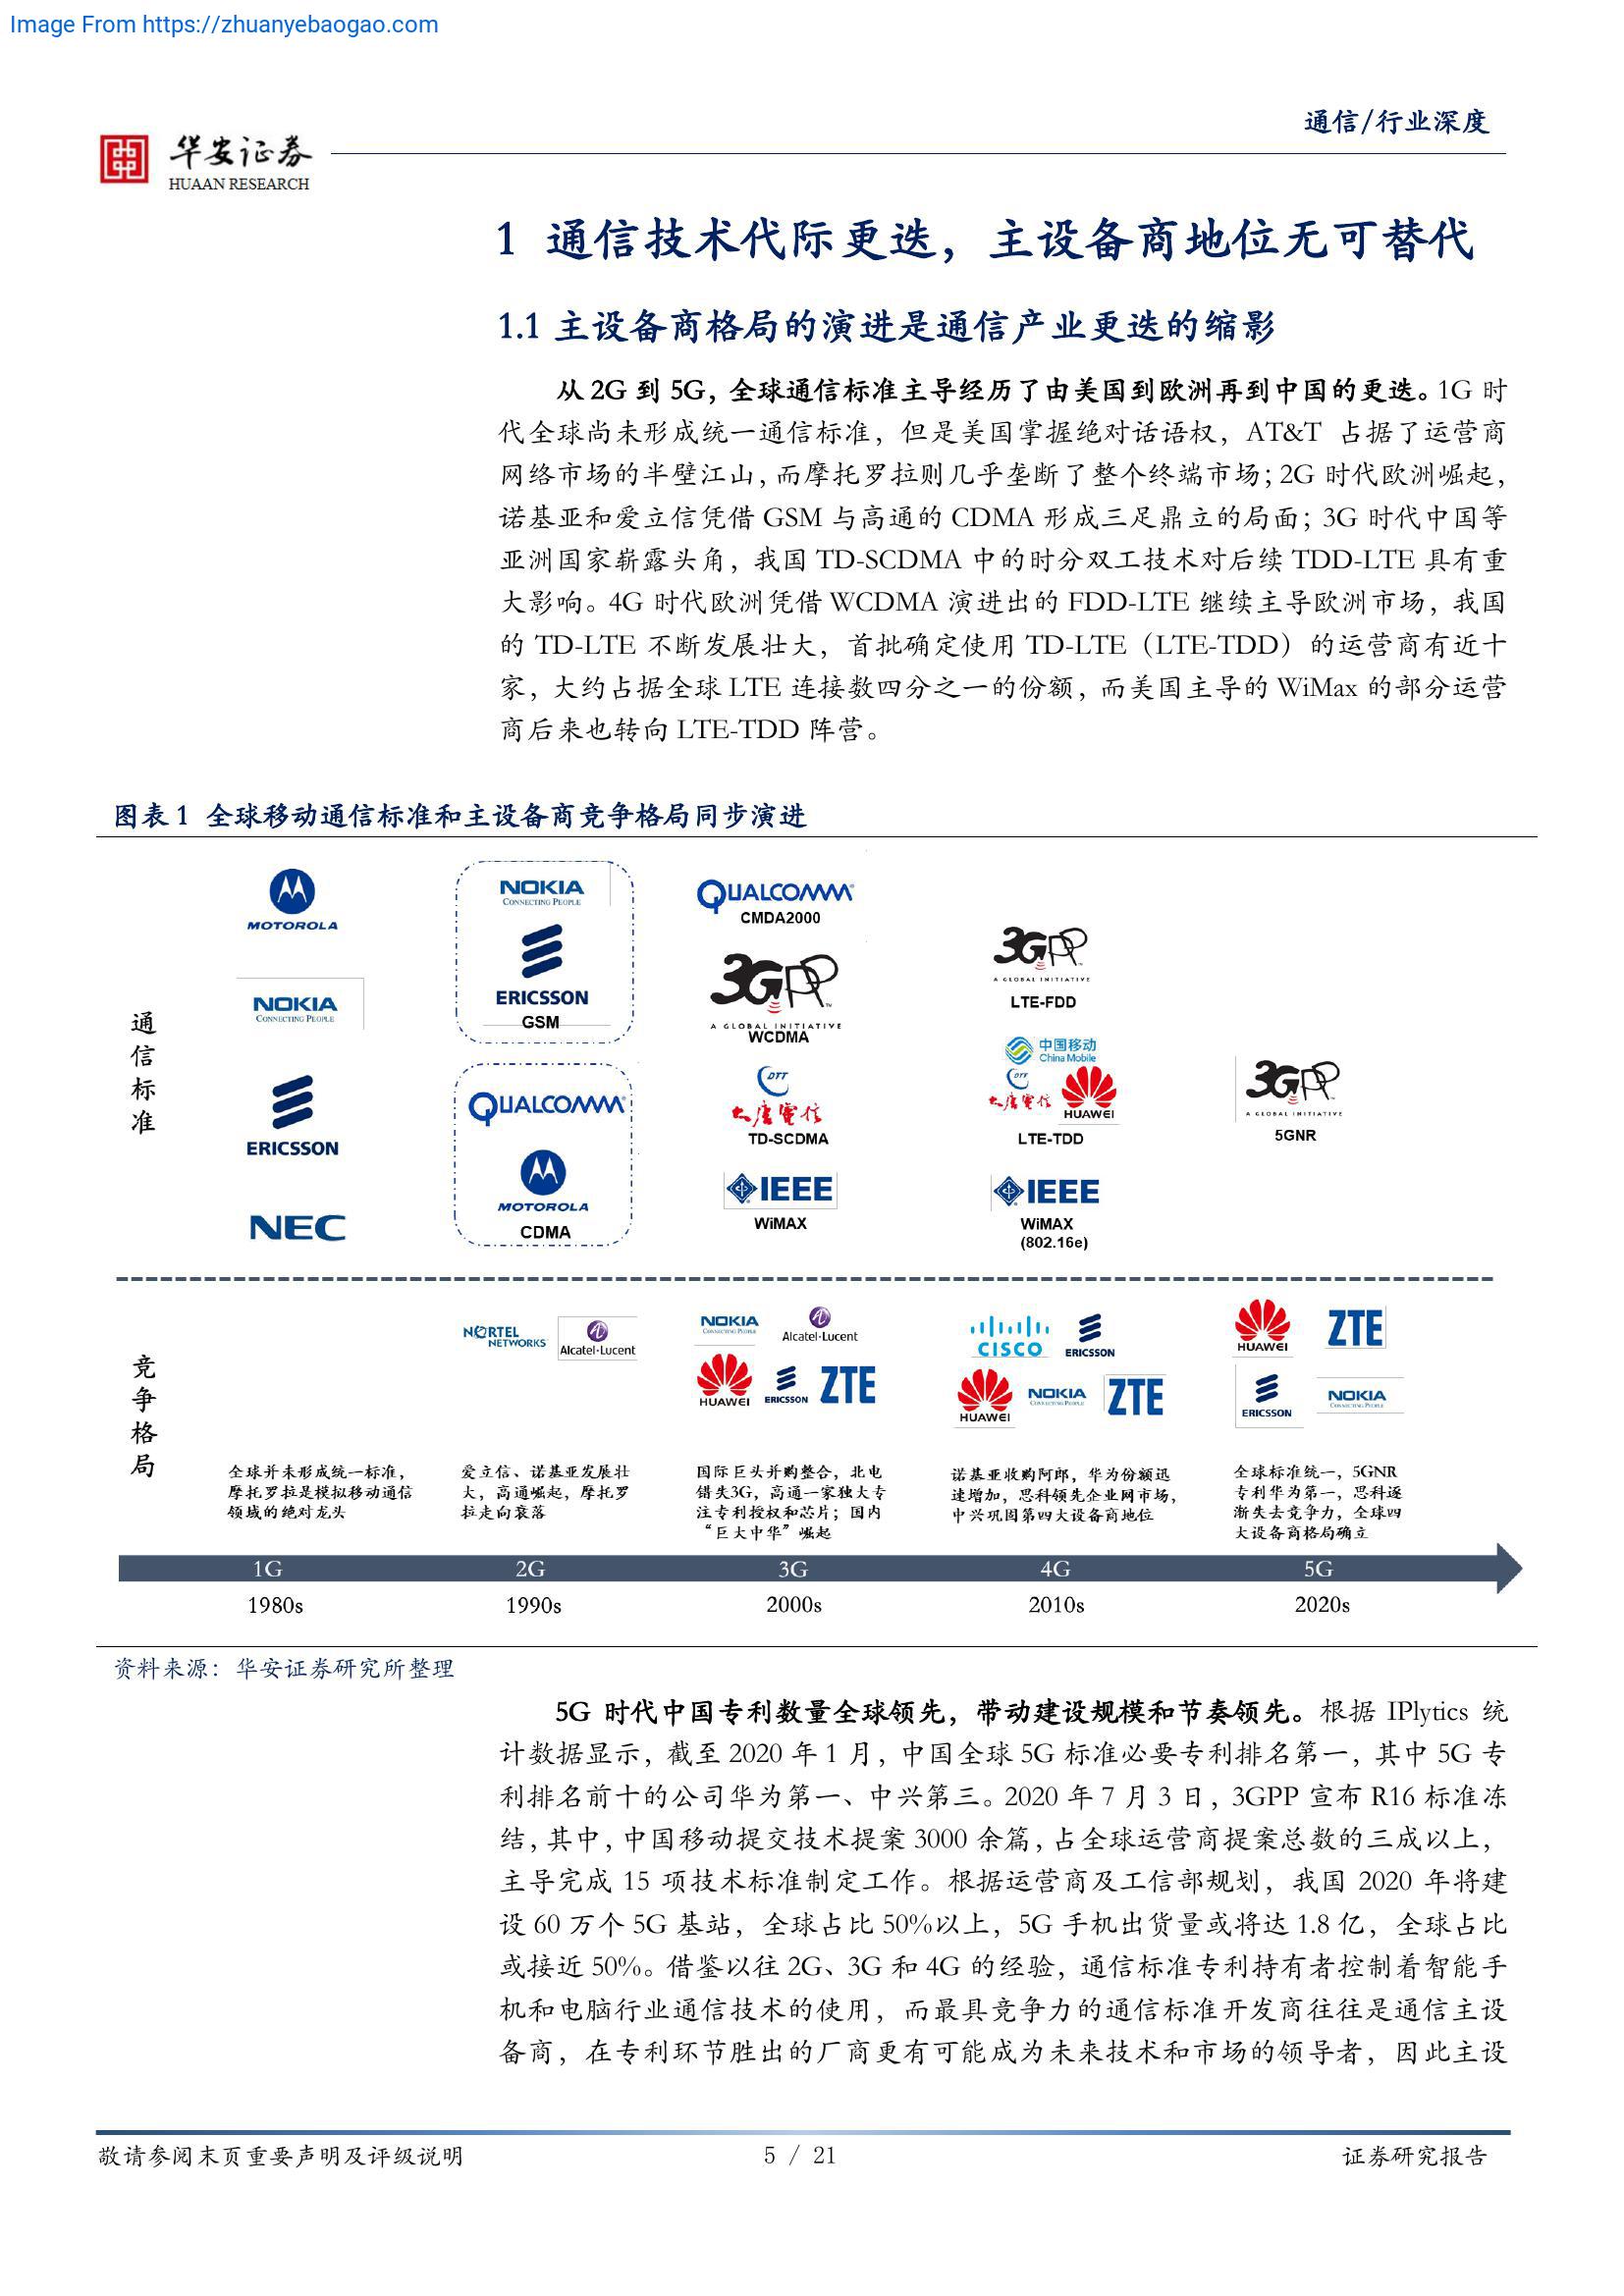 Image From https://zhuanyebaogao.com
通信/行业深度
华安证券
HUAAN RESEARCH
1 通信技术代际更迭，主设备商地位无可替代
1.1 主设备商格局的演进是通信产业更迭的缩影
从 2G 到 5G，全球通信标准主导经历了由美国到欧洲再到中国的更迭。1G 时
代全球尚未形成统一通信标准，但是美国掌握绝对话语权，AT&T 占据了运营商
网络市场的半壁江山，而摩托罗拉则几乎垄断了整个终端市场；2G 时代欧洲崛起，
诺基亚和爱立信凭借 GSM 与高通的 CDMA 形成三足鼎立的局面；3G 时代中国等
亚洲国家崭露头角，我国 TD-SCDMA 中的时分双工技术对后续 TDD-LTE 具有重
大影响。4G 时代欧洲凭借 WCDMA 演进出的 FDD-LTE 继续主导欧洲市场，我国
的 TD-LTE 不断发展壮大，首批确定使用 TD-LTE（LTE-TDD）的运营商有近十
家，大约占据全球 LTE 连接数四分之一的份额，而美国主导的 WiMax 的部分运营
商后来也转向 LTE-TDD 阵营。
图表 1 全球移动通信标准和主设备商竞争格局同步演进
通信标准
MOTOROLA
NOKIA
CONNECTING PEOPLE
ERICSSON
NEC
NOKIA
CONNECTING PEOPLE
ERICSSON
GSM
QUALCOMM
MOTOROLA
CDMA
QUALCOMM
CMDA2000
3GPP
A GLOBAL INITIATIVE
WCDMA
DTT
大唐电信
TD-SCDMA
IEEE
WiMAX
3GPP
A GLOBAL INITIATIVE
LTE-FDD
中国移动
China Mobile
DTT
大唐电信
HUAWEI
LTE-TDD
IEEE
WiMAX
(802.16e)
3GPP
A GLOBAL INITIATIVE
5GNR
竞争格局
NORTEL
NETWORKS
Alcatel·Lucent
NOKIA
CONNECTING PEOPLE
Alcatel·Lucent
HUAWEI
ERICSSON
ZTE
CISCO
ERICSSON
HUAWEI
NOKIA
CONNECTING PEOPLE
ZTE
HUAWEI
ZTE
ERICSSON
NOKIA
CONNECTING PEOPLE
全球并未形成统一标准，
摩托罗拉是模拟移动通信
领域的绝对龙头
爱立信、诺基亚发展壮
大，高通崛起，摩托罗
拉走向衰落
国际巨头并购整合，北电
错失3G，高通一家独大专
注专利授权和芯片；国内
“巨大中华”崛起
诺基亚收购阿朗，华为份额迅
速增加，思科领先企业网市场，
中兴巩固第四大设备商地位
全球标准统一，5GNR
专利华为第一，思科逐
渐失去竞争力，全球四
大设备商格局确立
1G 2G 3G 4G 5G
1980s 1990s 2000s 2010s 2020s
资料来源：华安证券研究所整理
5G 时代中国专利数量全球领先，带动建设规模和节奏领先。根据 IPlytics 统
计数据显示，截至 2020 年 1 月，中国全球 5G 标准必要专利排名第一，其中 5G 专
利排名前十的公司华为第一、中兴第三。2020 年 7 月 3 日，3GPP 宣布 R16 标准冻
结，其中，中国移动提交技术提案 3000 余篇，占全球运营商提案总数的三成以上，
主导完成 15 项技术标准制定工作。根据运营商及工信部规划，我国 2020 年将建
设 60 万个 5G 基站，全球占比 50%以上，5G 手机出货量或将达 1.8 亿，全球占比
或接近 50%。借鉴以往 2G、3G 和 4G 的经验，通信标准专利持有者控制着智能手
机和电脑行业通信技术的使用，而最具竞争力的通信标准开发商往往是通信主设
备商，在专利环节胜出的厂商更有可能成为未来技术和市场的领导者，因此主设
敬请参阅末页重要声明及评级说明
5 / 21
证券研究报告